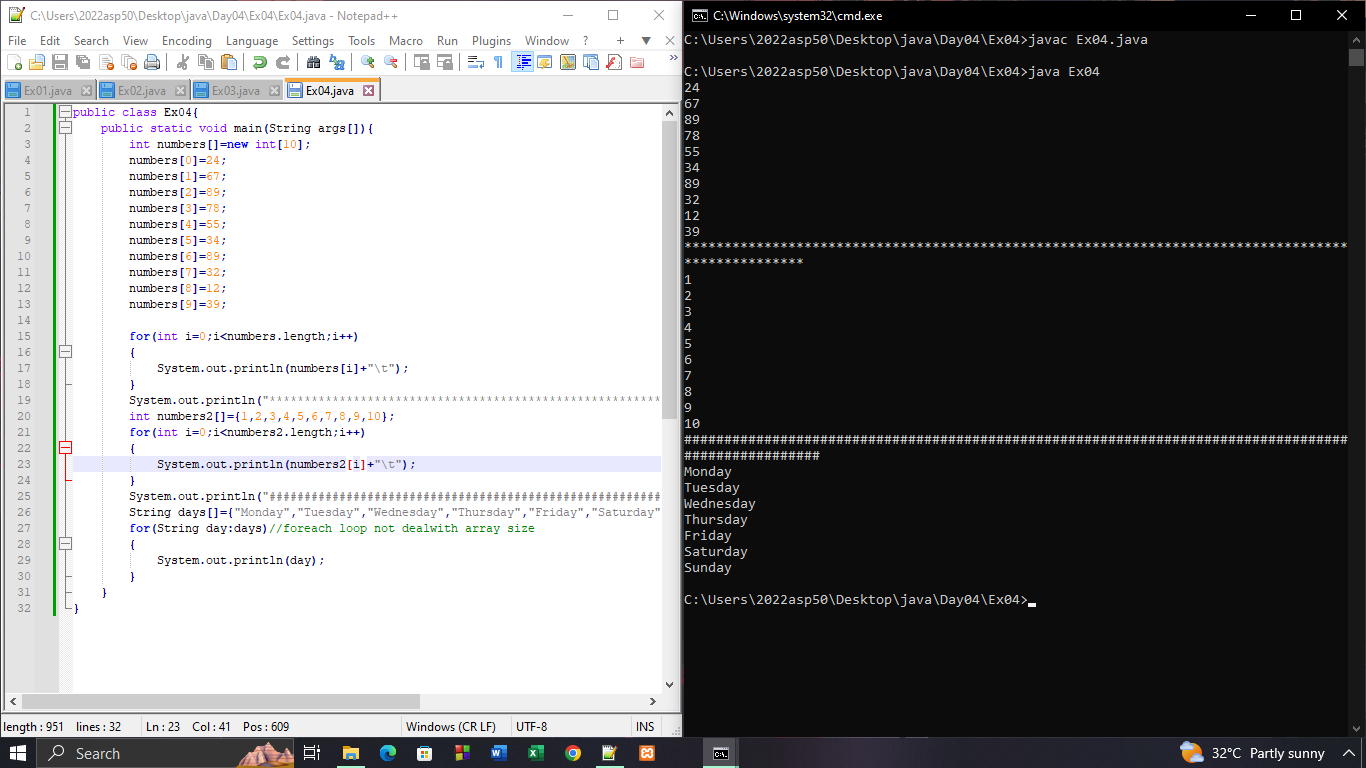 C:\Users\2022asp50\Desktop\java\Day04\Ex04\Ex04.java - Notepad++
File Edit Search View Encoding Language Settings Tools Macro Run Plugins Window ? + ▼ X
Ex01.java Ex02.java Ex03.java Ex04.java
1 public class Ex04{
2 public static void main(String args[]){
3 int numbers[]=new int[10];
4 numbers[0]=24;
5 numbers[1]=67;
6 numbers[2]=89;
7 numbers[3]=78;
8 numbers[4]=55;
9 numbers[5]=34;
10 numbers[6]=89;
11 numbers[7]=32;
12 numbers[8]=12;
13 numbers[9]=39;
14
15 for(int i=0;i<numbers.length;i++)
16 {
17 System.out.println(numbers[i]+"\t");
18 }
19 System.out.println("********************************************************
20 int numbers2[]={1,2,3,4,5,6,7,8,9,10};
21 for(int i=0;i<numbers2.length;i++)
22 {
23 System.out.println(numbers2[i]+"\t");
24 }
25 System.out.println("########################################################
26 String days[]={"Monday","Tuesday","Wednesday","Thursday","Friday","Saturday"
27 for(String day:days)//foreach loop not dealwith array size
28 {
29 System.out.println(day);
30 }
31 }
32 }
length : 951 lines : 32 Ln : 23 Col : 41 Pos : 609 Windows (CR LF) UTF-8 INS
C:\Windows\system32\cmd.exe
C:\Users\2022asp50\Desktop\java\Day04\Ex04>javac Ex04.java
C:\Users\2022asp50\Desktop\java\Day04\Ex04>java Ex04
24
67
89
78
55
34
89
32
12
39
***********************************************************************************
***************
1
2
3
4
5
6
7
8
9
10
###################################################################################
#################
Monday
Tuesday
Wednesday
Thursday
Friday
Saturday
Sunday
C:\Users\2022asp50\Desktop\java\Day04\Ex04>
Search 32°C Partly sunny